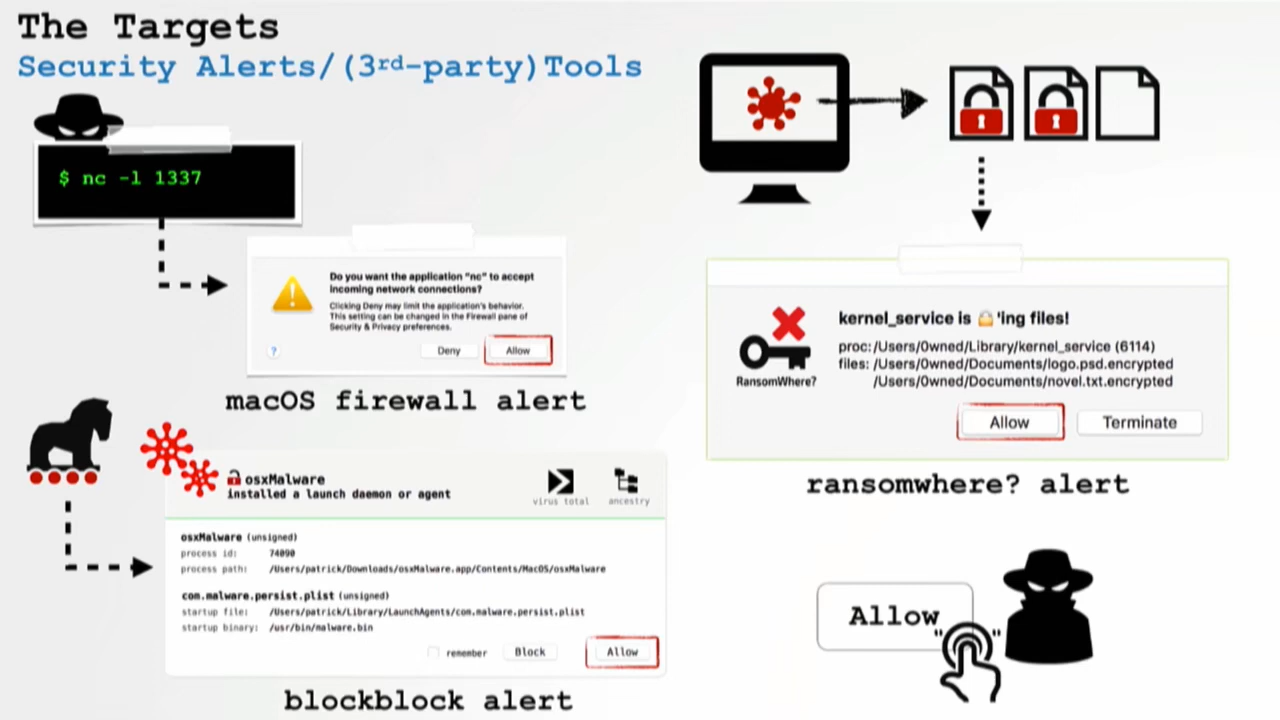 The Targets
Security Alerts/(3rd-party)Tools
$ nc -l 1337
Do you want the application "nc" to accept
incoming network connections?
Clicking Deny may limit the application's behavior.
This setting can be changed in the Firewall pane of
Security & Privacy preferences.
?
Deny
Allow
macOS firewall alert
osxMalware
installed a launch daemon or agent
virus total
ancestry
osxMalware (unsigned)
process id: 74090
process path: /Users/patrick/Downloads/osxMalware.app/Contents/MacOS/osxMalware
com.malware.persist.plist (unsigned)
startup file: /Users/patrick/Library/LaunchAgents/com.malware.persist.plist
startup binary: /usr/bin/malware.bin
remember
Block
Allow
blockblock alert
RansomWhere?
kernel_service is 🔒'ing files!
proc:/Users/Owned/Library/kernel_service (6114)
files: /Users/Owned/Documents/logo.psd.encrypted
/Users/Owned/Documents/novel.txt.encrypted
Allow
Terminate
ransomwhere? alert
Allow
" "